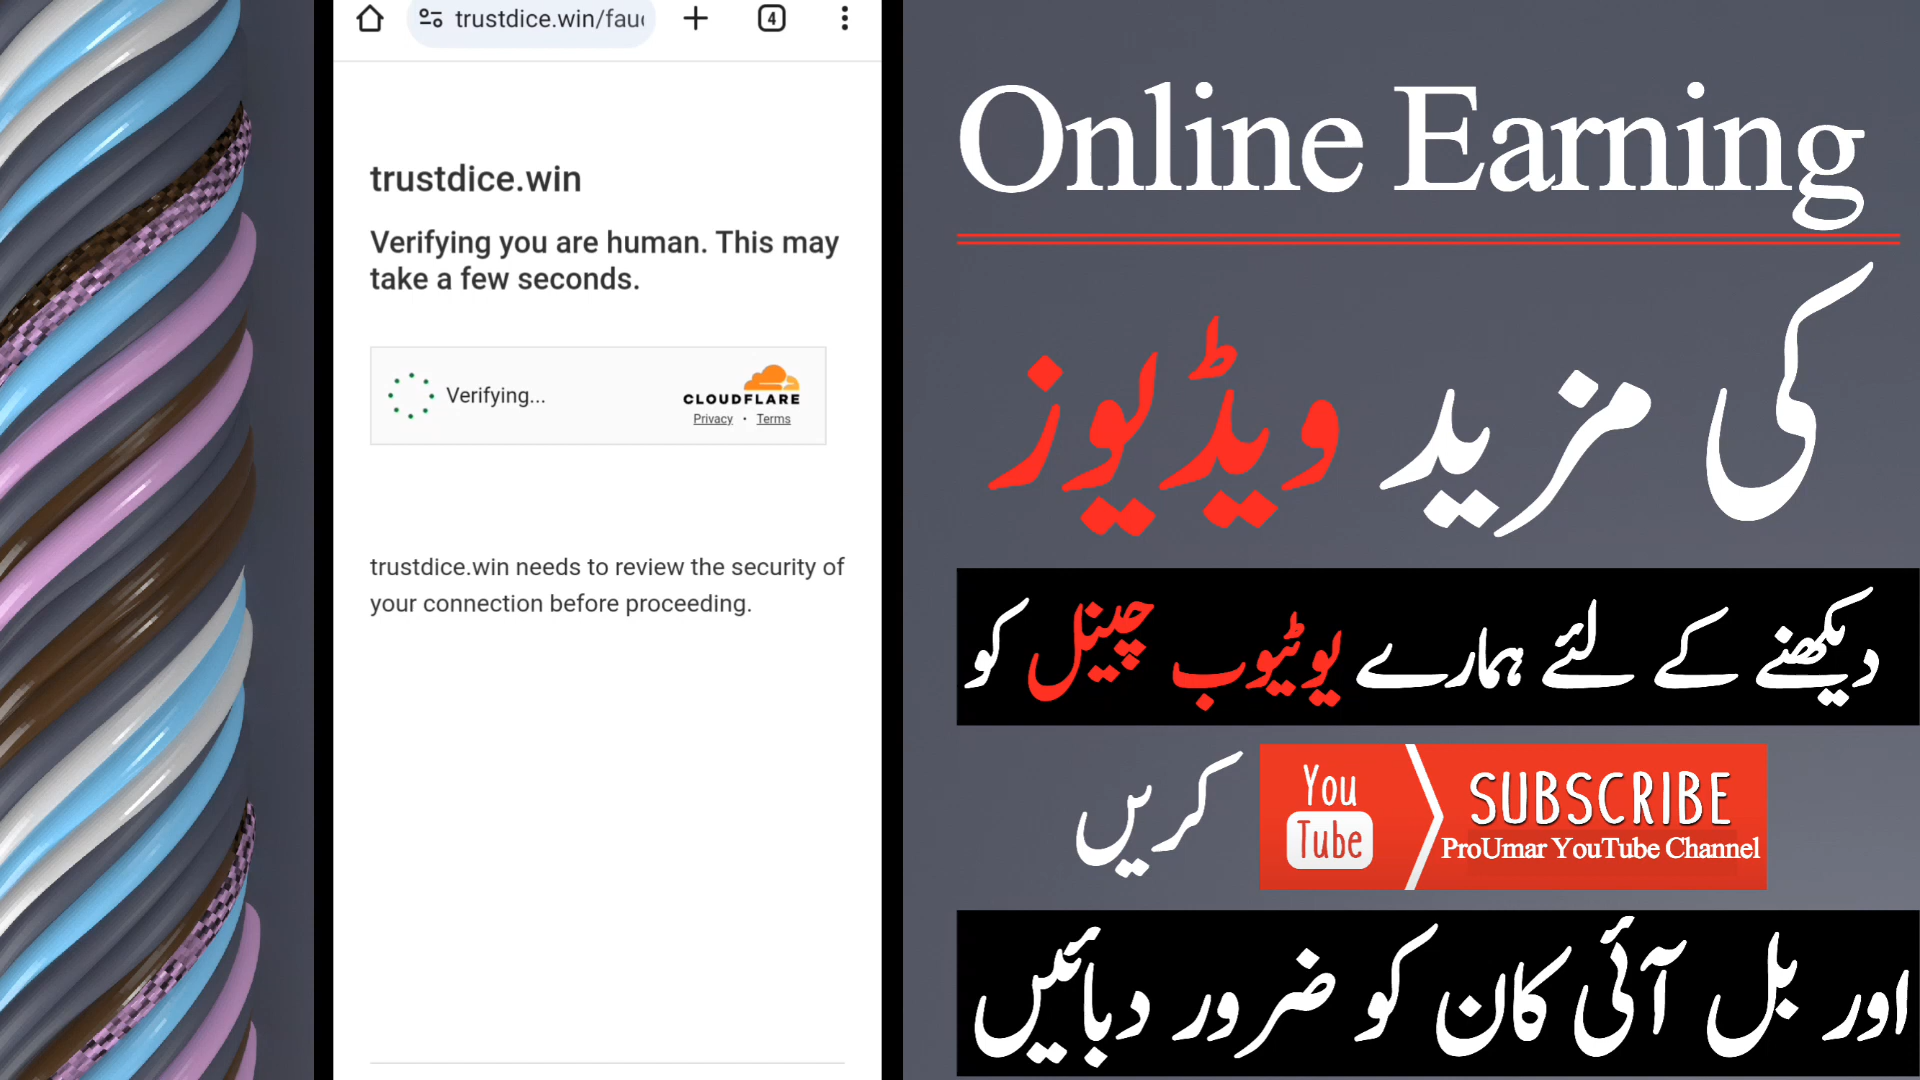 trustdice.win/fauc
4
trustdice.win
Verifying you are human. This may
take a few seconds.
Verifying...
CLOUDFLARE
Privacy • Terms
trustdice.win needs to review the security of
your connection before proceeding.
Online Earning
کی مزید ویڈیوز
دیکھنے کے لئے ہمارے یوٹیوب چینل کو
You Tube SUBSCRIBE کریں
ProUmar YouTube Channel
اور بل آئی کان کو ضرور دبائیں